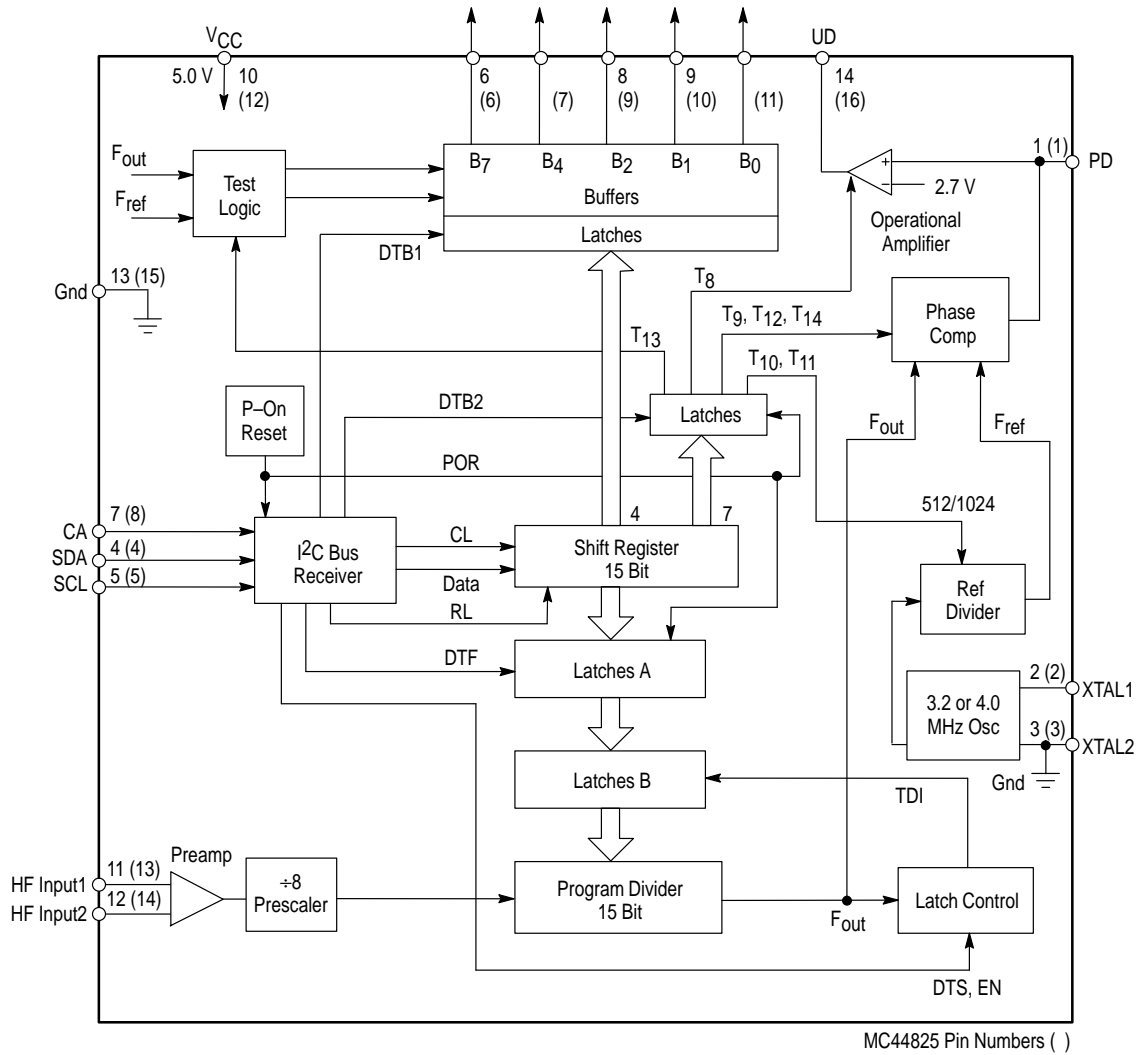 VCC
UD
5.0 V
10
(12)
6
(6)
(7)
8
(9)
9
(10)
(11)
14
(16)
1 (1)
PD
Fout
Fref
Test
Logic
B7 B4 B2 B1 B0
Buffers
Latches
+
–
2.7 V
Operational
Amplifier
DTB1
Gnd
13 (15)
T8
T9, T12, T14
T13
T10, T11
Phase
Comp
P–On
Reset
DTB2
Latches
Fout
Fref
POR
CA
7 (8)
SDA
4 (4)
SCL
5 (5)
I2C Bus
Receiver
CL
Data
RL
4
7
Shift Register
15 Bit
512/1024
Ref
Divider
DTF
Latches A
2 (2)
XTAL1
3.2 or 4.0
MHz Osc
3 (3)
XTAL2
Gnd
Latches B
TDI
Preamp
HF Input1
11 (13)
HF Input2
12 (14)
÷8
Prescaler
Program Divider
15 Bit
Fout
Latch Control
DTS, EN
MC44825 Pin Numbers ( )